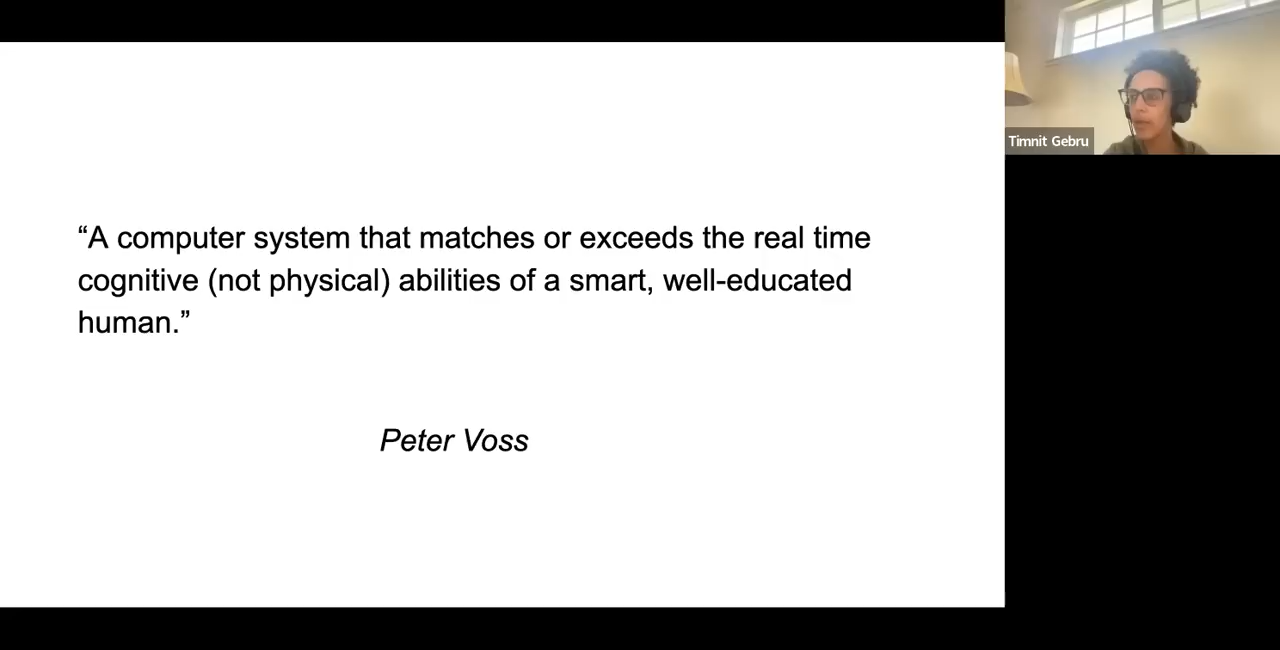 “A computer system that matches or exceeds the real time
cognitive (not physical) abilities of a smart, well-educated
human.”
Peter Voss
Timnit Gebru